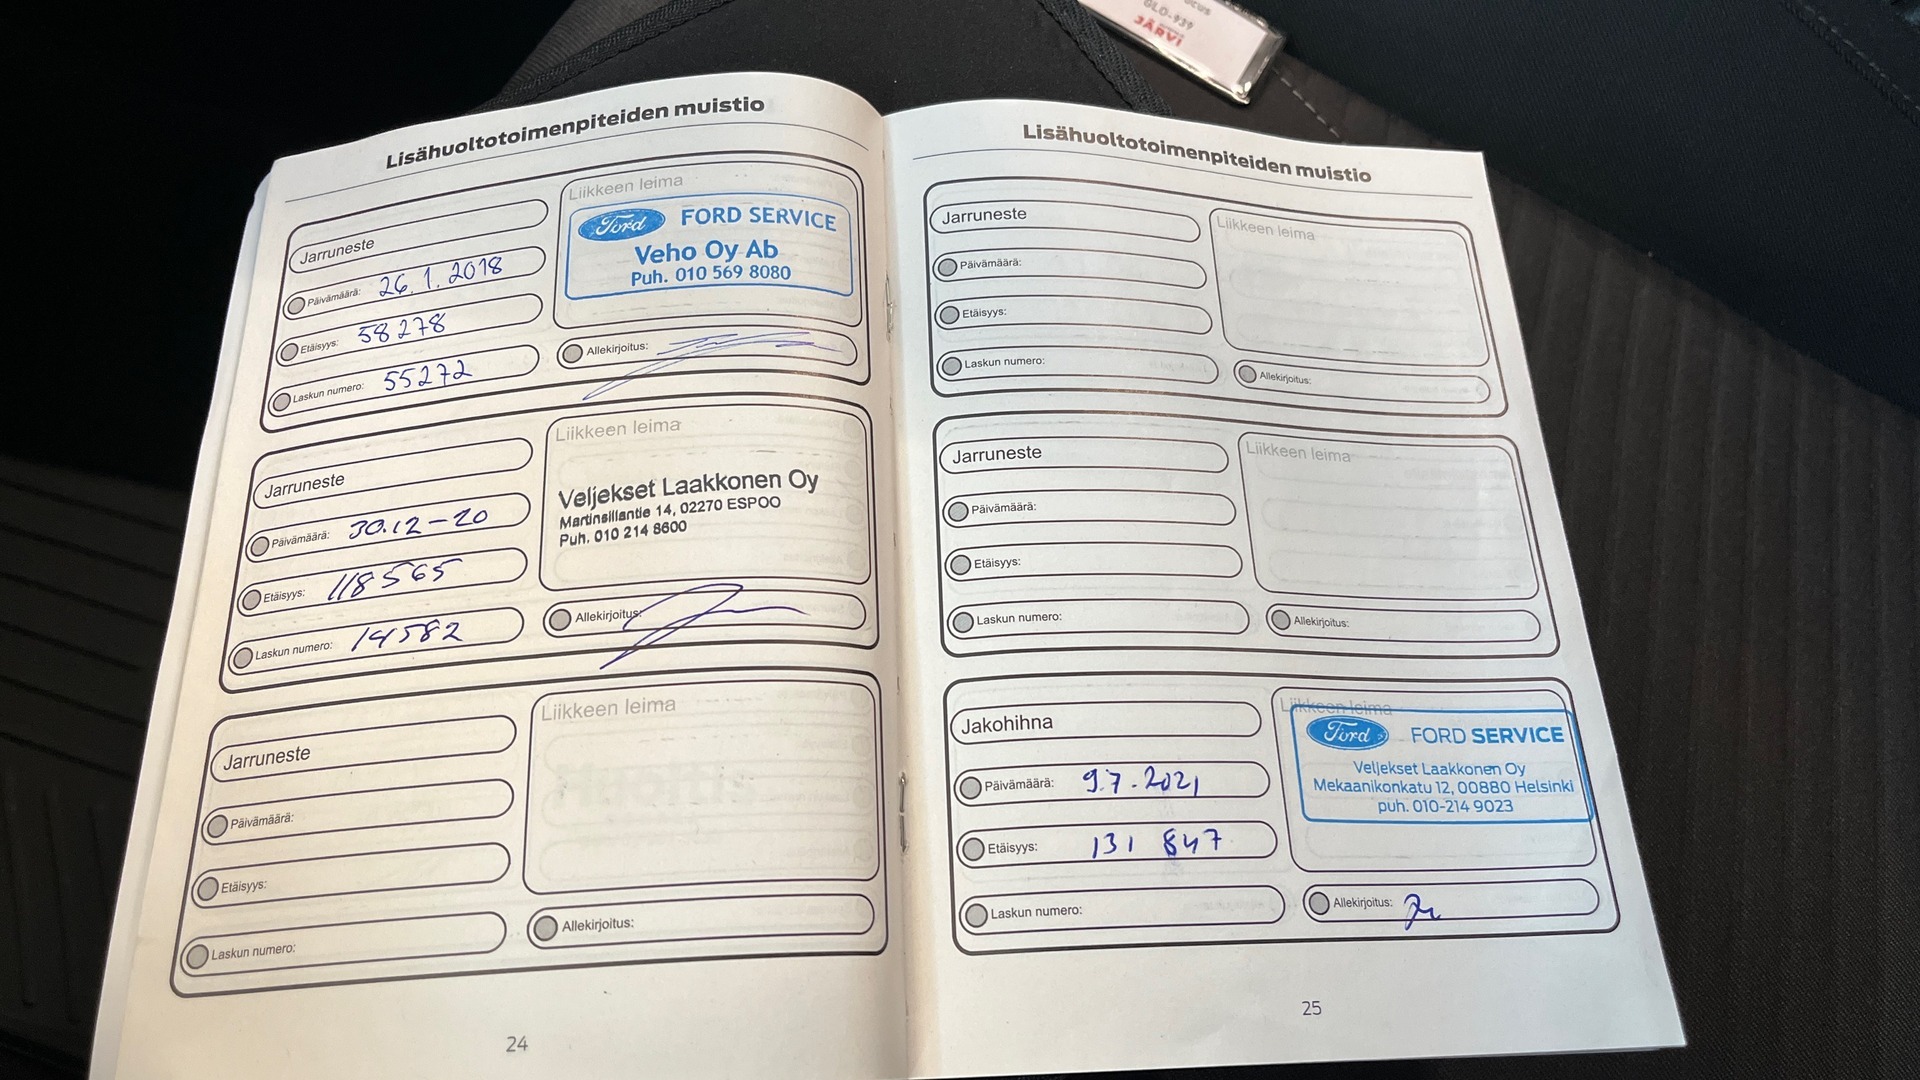 GLO-939
JÄRVI
Lisähuoltotoimenpiteiden muistio
Jarruneste
Päivämäärä: 26.1.2018
Etäisyys: 58278
Laskun numero: 55272
Liikkeen leima
Ford FORD SERVICE
Veho Oy Ab
Puh. 010 569 8080
Allekirjoitus:
Jarruneste
Päivämäärä: 30.12-20
Etäisyys: 118565
Laskun numero: 14582
Liikkeen leima
Veljekset Laakkonen Oy
Martinsillantie 14, 02270 ESPOO
Puh. 010 214 8600
Allekirjoitus:
Jarruneste
Päivämäärä:
Etäisyys:
Laskun numero:
Liikkeen leima
Allekirjoitus:
24
Lisähuoltotoimenpiteiden muistio
Jarruneste
Päivämäärä:
Etäisyys:
Laskun numero:
Liikkeen leima
Allekirjoitus:
Jarruneste
Päivämäärä:
Etäisyys:
Laskun numero:
Liikkeen leima
Allekirjoitus:
Jakohihna
Päivämäärä: 9.7.2021
Etäisyys: 131 847
Laskun numero:
Liikkeen leima
Ford FORD SERVICE
Veljekset Laakkonen Oy
Mekaanikonkatu 12, 00880 Helsinki
puh. 010-214 9023
Allekirjoitus:
25